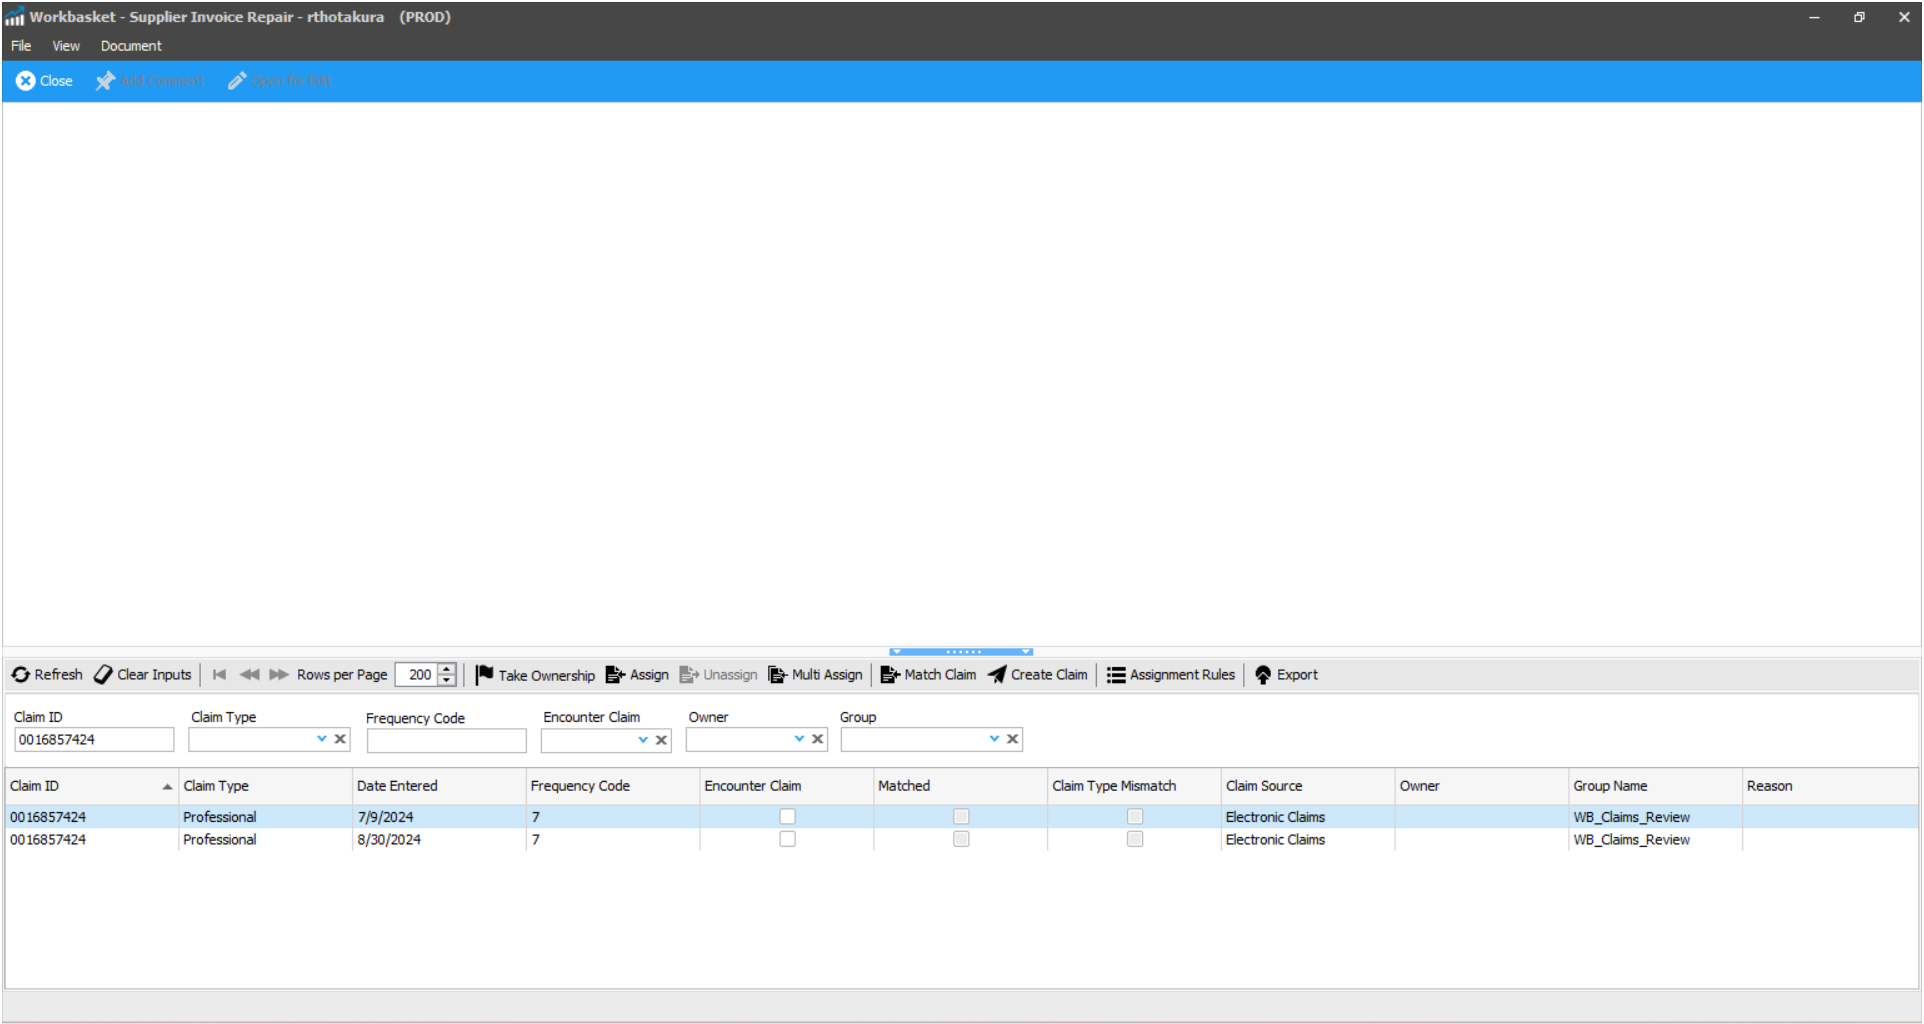 Workbasket - Supplier Invoice Repair - rthotakura (PROD)
File View Document
Close Add Comment Open for Edit
Refresh Clear Inputs Rows per Page 200 Take Ownership Assign Unassign Multi Assign Match Claim Create Claim Assignment Rules Export
Claim ID Claim Type Frequency Code Encounter Claim Owner Group
0016857424
Claim ID Claim Type Date Entered Frequency Code Encounter Claim Matched Claim Type Mismatch Claim Source Owner Group Name Reason
0016857424 Professional 7/9/2024 7 Electronic Claims WB_Claims_Review
0016857424 Professional 8/30/2024 7 Electronic Claims WB_Claims_Review